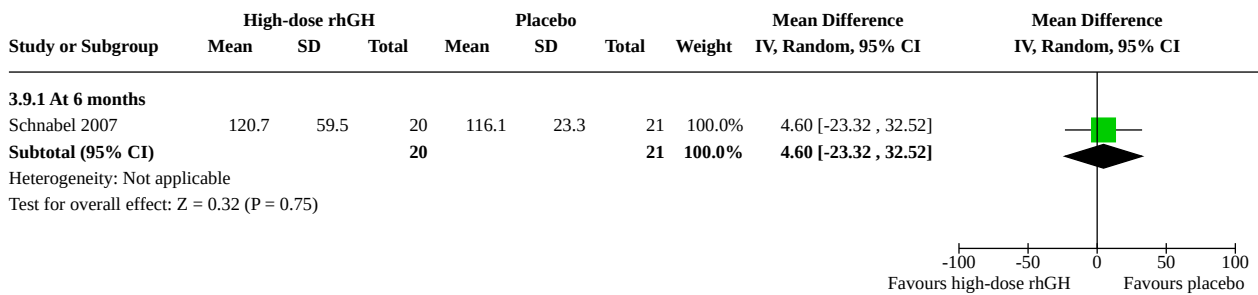 High-dose rhGH Placebo Mean Difference Mean Difference
Study or Subgroup Mean SD Total Mean SD Total Weight IV, Random, 95% CI IV, Random, 95% CI
3.9.1 At 6 months
Schnabel 2007 120.7 59.5 20 116.1 23.3 21 100.0% 4.60 [-23.32 , 32.52]
Subtotal (95% CI) 20 21 100.0% 4.60 [-23.32 , 32.52]
Heterogeneity: Not applicable
Test for overall effect: Z = 0.32 (P = 0.75)
-100 -50 0 50 100
Favours high-dose rhGH Favours placebo